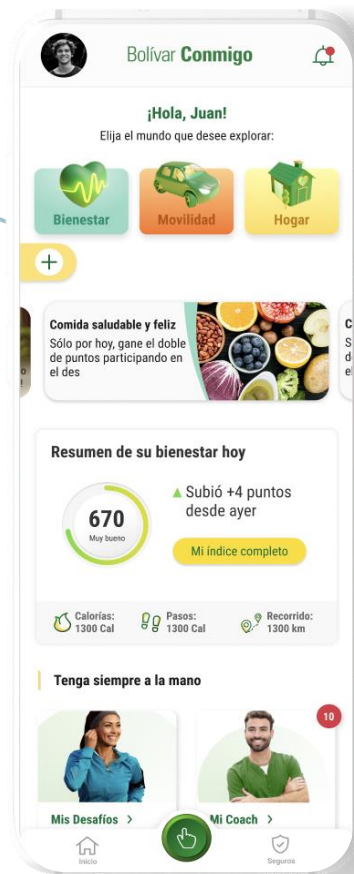 Bolívar Conmigo
¡Hola, Juan!
Elija el mundo que desee explorar:
Bienestar
Movilidad
Hogar
Comida saludable y feliz
Sólo por hoy, gane el doble
de puntos participando en
el des
Resumen de su bienestar hoy
670
Muy bueno
Subió +4 puntos
desde ayer
Mi índice completo
Calorías:
1300 Cal
Pasos:
1300 Cal
Recorrido:
1300 km
Tenga siempre a la mano
10
Mis Desafíos >
Mi Coach >
Inicio
Seguros